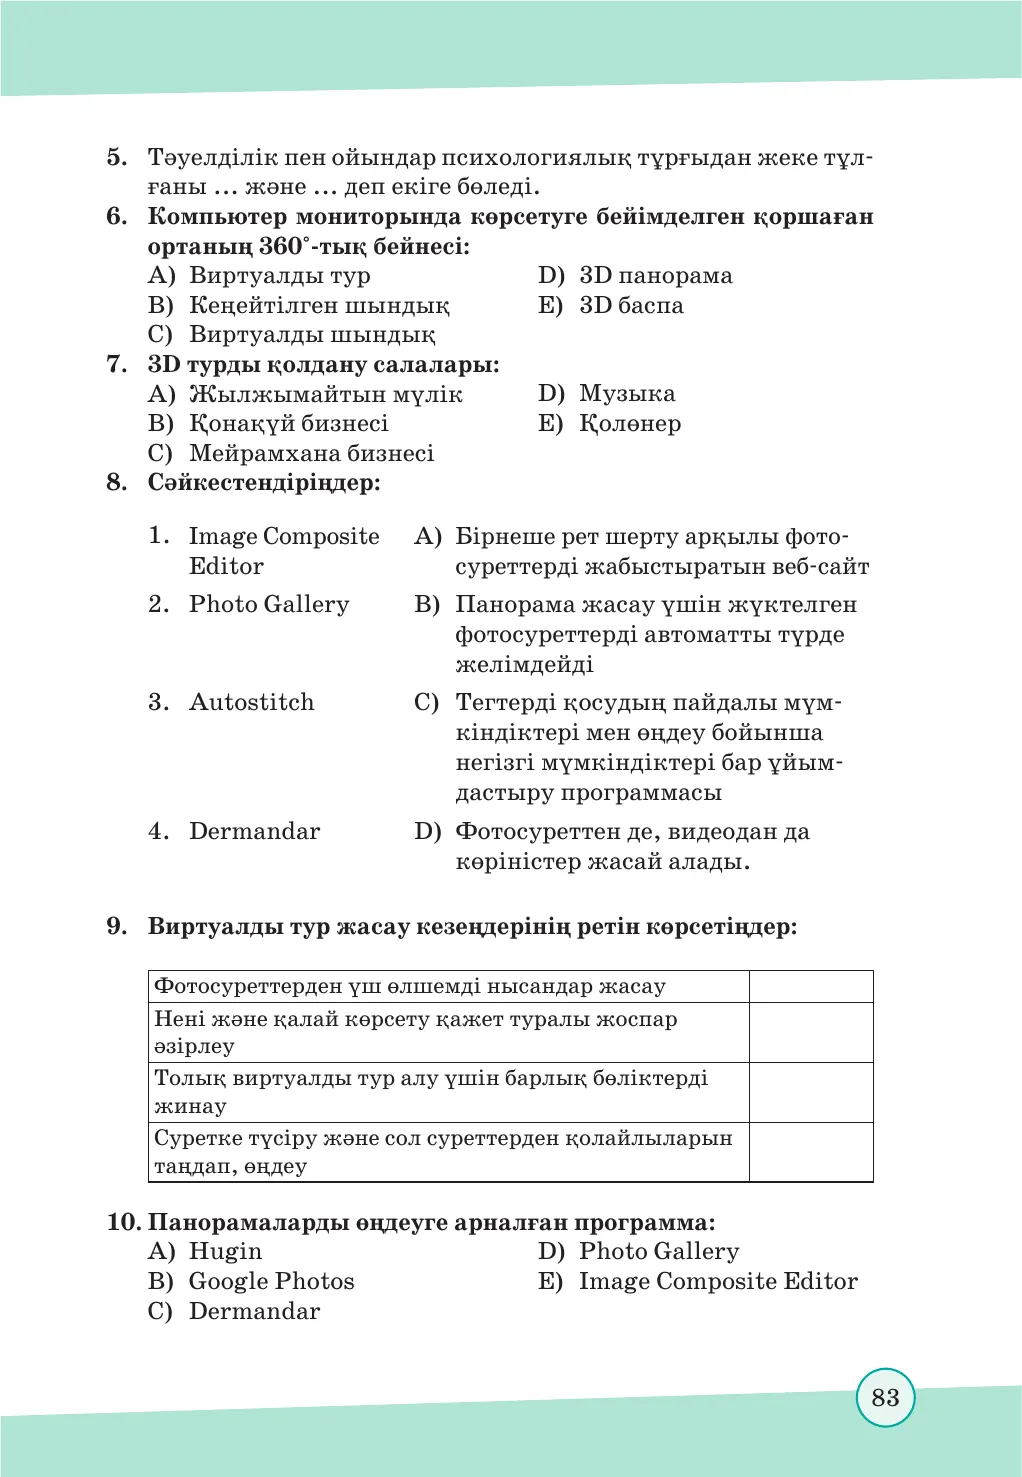 5. Тәуелділік пен ойындар психологиялық тұрғыдан жеке тұл-
ғаны ... және ... деп екіге бөледі.
6. Компьютер мониторында көрсетуге бейімделген қоршаған
ортаның 360°-тық бейнесі:
A) Виртуалды тур
D) 3D панорама
B) Кеңейтілген шындық
E) 3D баспа
C) Виртуалды шындық
7. 3D турды қолдану салалары:
A) Жылжымайтын мүлік
D) Музыка
B) Қонақүй бизнесі
E) Қолөнер
C) Мейрамхана бизнесі
8. Сәйкестендіріңдер:
1. Image Composite
Editor
A) Бірнеше рет шерту арқылы фото-
суреттерді жабыстыратын веб-сайт
2. Photo Gallery
B) Панорама жасау үшін жүктелген
фотосуреттерді автоматты түрде
желімдейді
3. Autostitch
C) Тегтерді қосудың пайдалы мүм-
кіндіктері мен өңдеу бойынша
негізгі мүмкіндіктері бар ұйым-
дастыру программасы
4. Dermandar
D) Фотосуреттен де, видеодан да
көріністер жасай алады.
9. Виртуалды тур жасау кезеңдерінің ретін көрсетіңдер:
Фотосуреттерден үш өлшемді нысандар жасау
Нені және қалай көрсету қажет туралы жоспар
әзірлеу
Толық виртуалды тур алу үшін барлық бөліктерді
жинау
Суретке түсіру және сол суреттерден қолайлыларын
таңдап, өңдеу
10. Панорамаларды өңдеуге арналған программа:
A) Hugin
D) Photo Gallery
B) Google Photos
E) Image Composite Editor
C) Dermandar
83